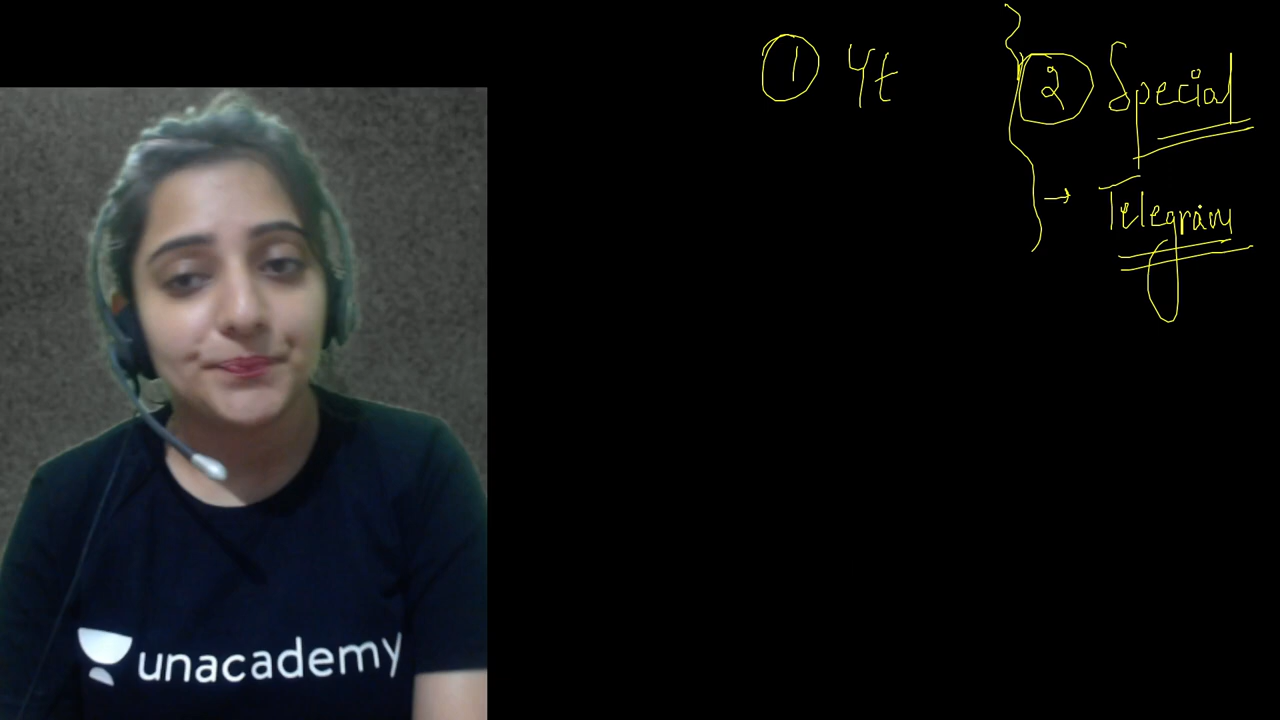 ① Yt
② Special
→ Telegram
unacademy